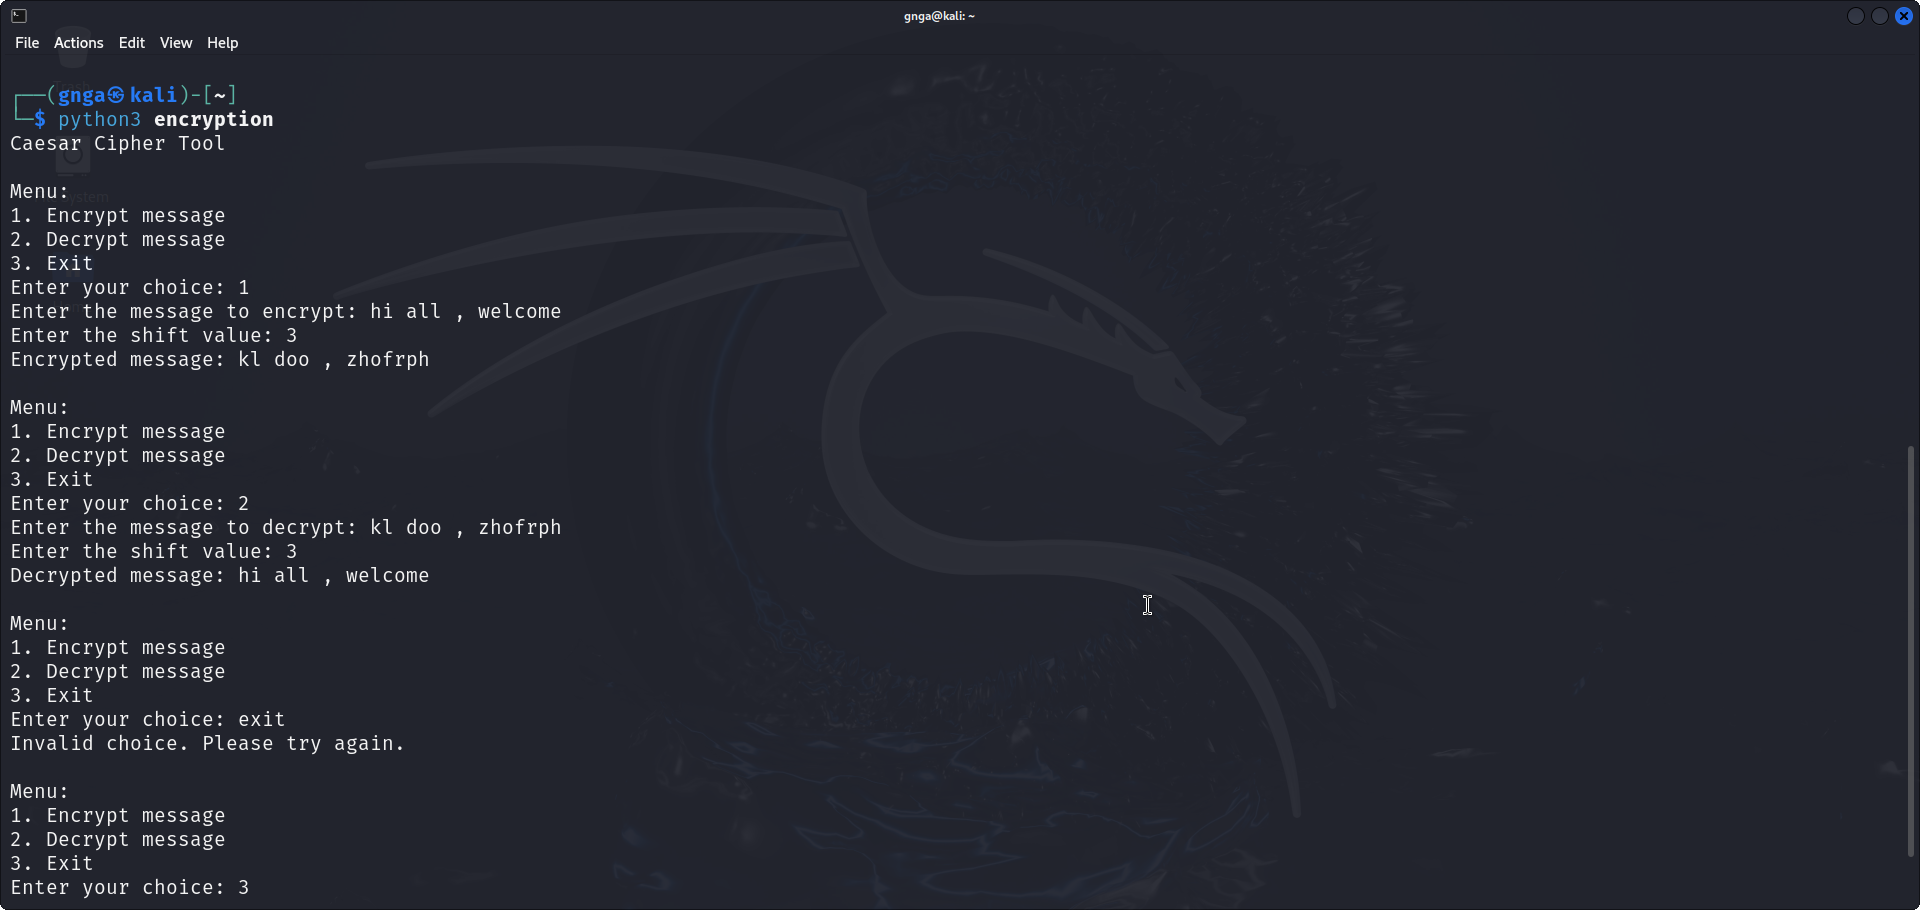 gnga@kali: ~
File Actions Edit View Help
┌──(gnga㉿kali)-[~]
└─$ python3 encryption
Caesar Cipher Tool

Menu:
1. Encrypt message
2. Decrypt message
3. Exit
Enter your choice: 1
Enter the message to encrypt: hi all , welcome
Enter the shift value: 3
Encrypted message: kl doo , zhofrph

Menu:
1. Encrypt message
2. Decrypt message
3. Exit
Enter your choice: 2
Enter the message to decrypt: kl doo , zhofrph
Enter the shift value: 3
Decrypted message: hi all , welcome

Menu:
1. Encrypt message
2. Decrypt message
3. Exit
Enter your choice: exit
Invalid choice. Please try again.

Menu:
1. Encrypt message
2. Decrypt message
3. Exit
Enter your choice: 3